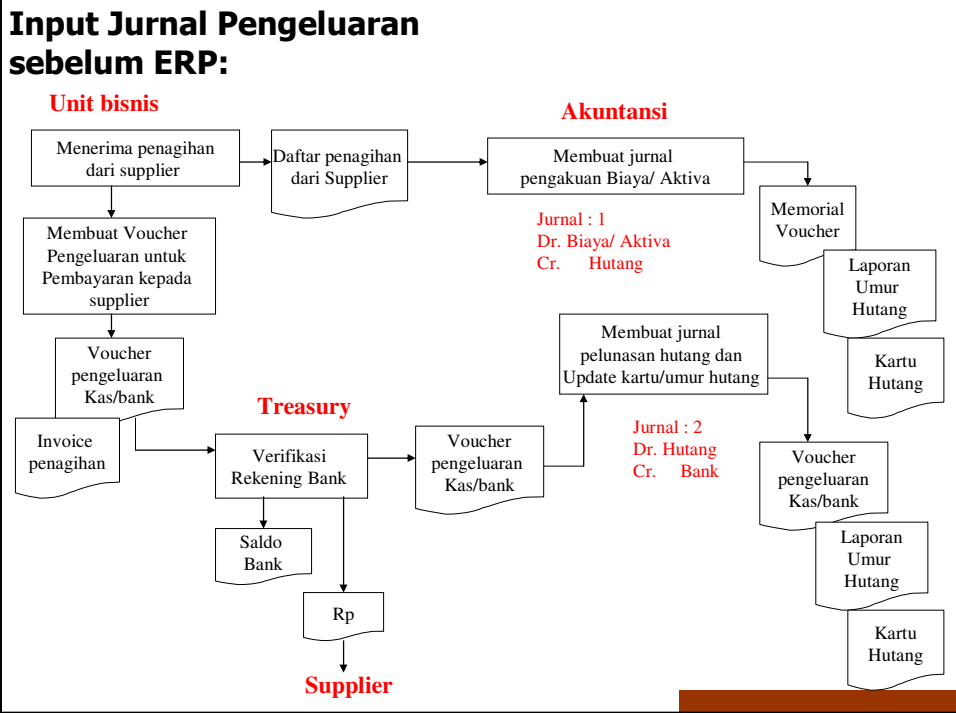 Input Jurnal Pengeluaran
sebelum ERP:
Unit bisnis
Akuntansi
Menerima penagihan
dari supplier
Daftar penagihan
dari Supplier
Membuat jurnal
pengakuan Biaya/ Aktiva
Memorial
Voucher
Jurnal : 1
Dr. Biaya/ Aktiva
Cr. Hutang
Membuat Voucher
Pengeluaran untuk
Pembayaran kepada
supplier
Laporan
Umur
Hutang
Kartu
Hutang
Voucher
pengeluaran
Kas/bank
Invoice
penagihan
Treasury
Verifikasi
Rekening Bank
Voucher
pengeluaran
Kas/bank
Membuat jurnal
pelunasan hutang dan
Update kartu/umur hutang
Jurnal : 2
Dr. Hutang
Cr. Bank
Voucher
pengeluaran
Kas/bank
Laporan
Umur
Hutang
Kartu
Hutang
Saldo
Bank
Rp
Supplier